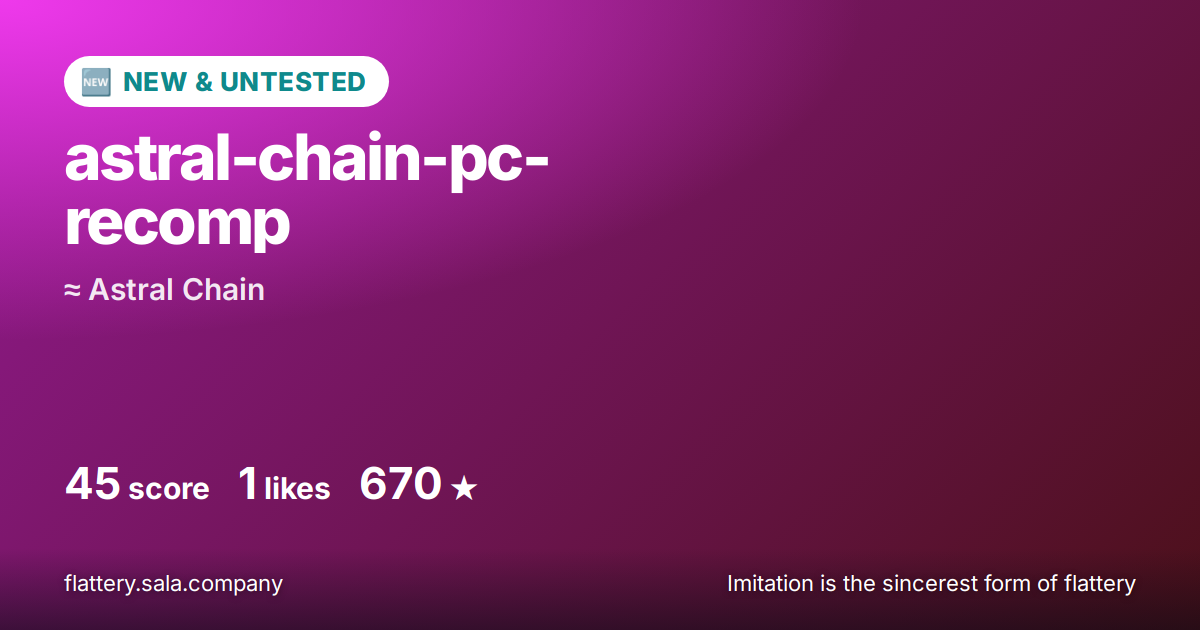 🆕 NEW & UNTESTED
astral-chain-pc-
recomp
≈ Astral Chain
45 score 1 likes 670 ★
flattery.sala.company
Imitation is the sincerest form of flattery